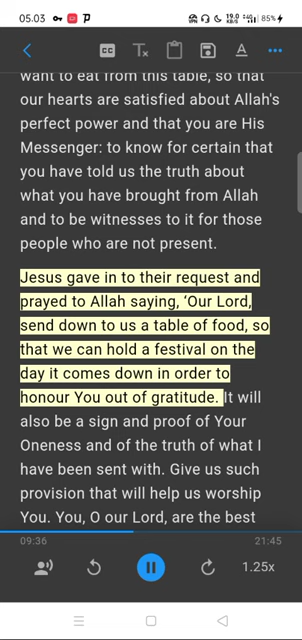 05.03
19.0
KB/S
85%
CC
A
want to eat from this table, so that
our hearts are satisfied about Allah's
perfect power and that you are His
Messenger: to know for certain that
you have told us the truth about
what you have brought from Allah
and to be witnesses to it for those
people who are not present.
Jesus gave in to their request and
prayed to Allah saying, ‘Our Lord,
send down to us a table of food, so
that we can hold a festival on the
day it comes down in order to
honour You out of gratitude. It will
also be a sign and proof of Your
Oneness and of the truth of what I
have been sent with. Give us such
provision that will help us worship
You. You, O our Lord, are the best
09:36
21:45
1.25x